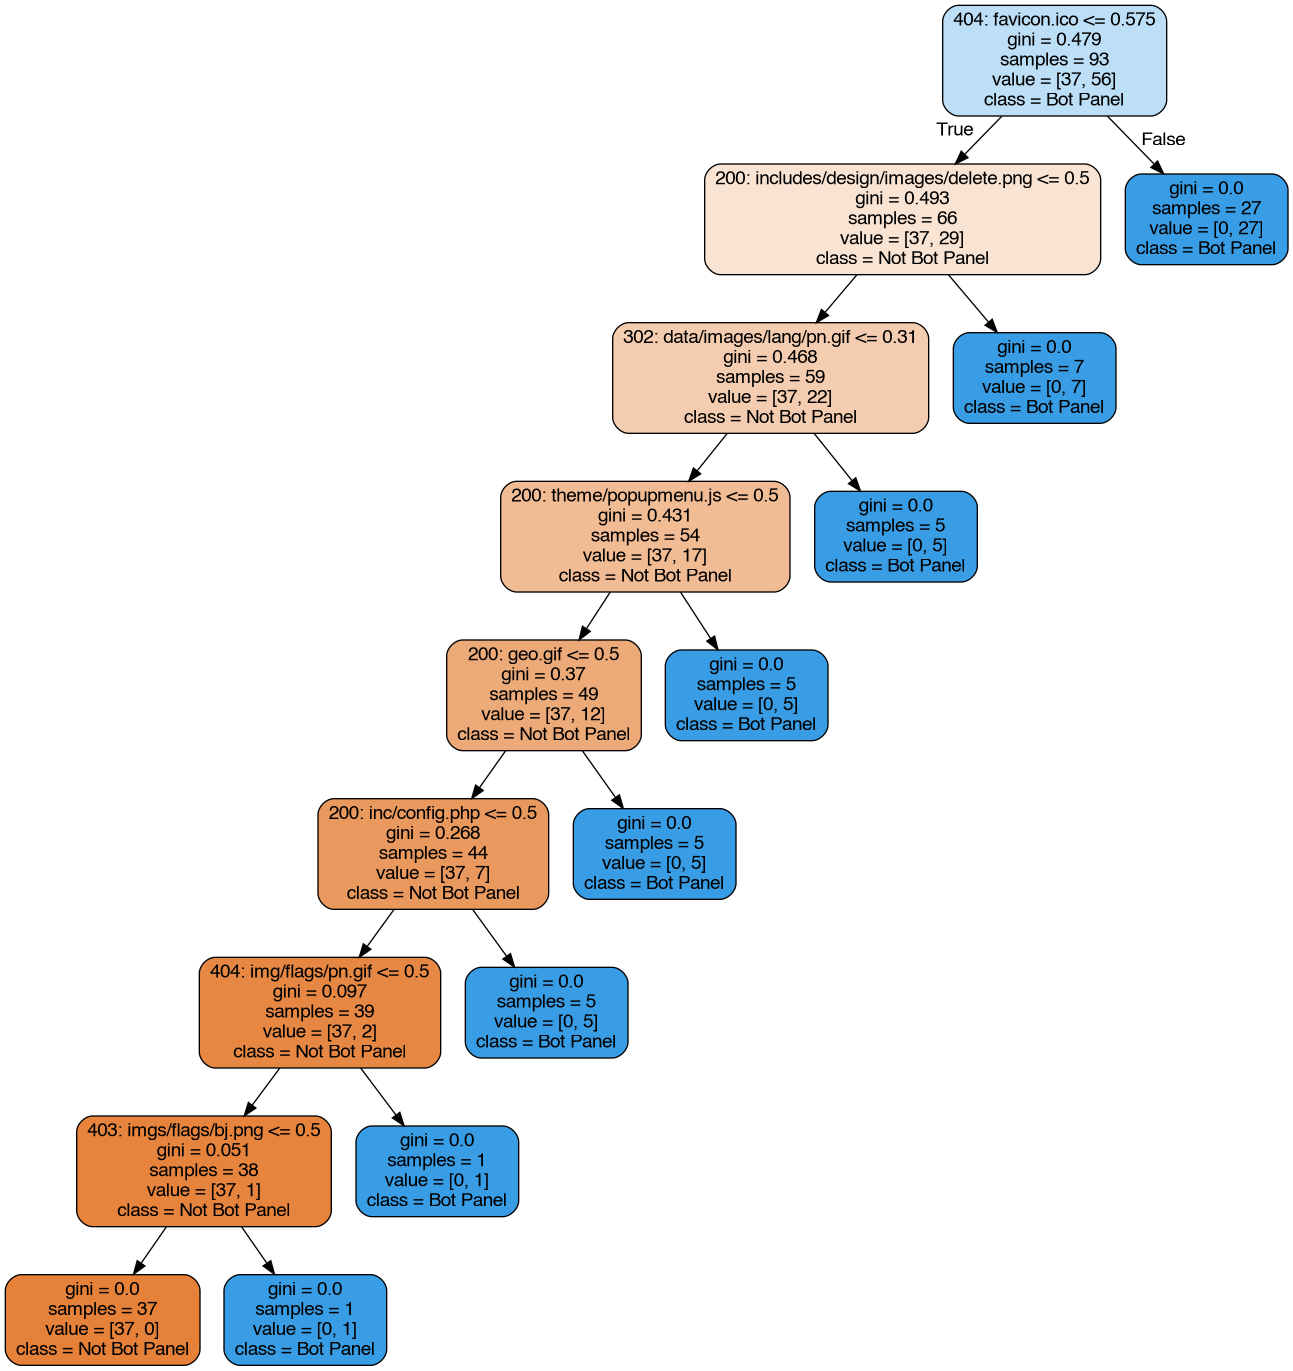 404: favicon.ico <= 0.575
gini = 0.479
samples = 93
value = [37, 56]
class = Bot Panel
True
False
200: includes/design/images/delete.png <= 0.5
gini = 0.493
samples = 66
value = [37, 29]
class = Not Bot Panel
gini = 0.0
samples = 27
value = [0, 27]
class = Bot Panel
302: data/images/lang/pn.gif <= 0.31
gini = 0.468
samples = 59
value = [37, 22]
class = Not Bot Panel
gini = 0.0
samples = 7
value = [0, 7]
class = Bot Panel
200: theme/popupmenu.js <= 0.5
gini = 0.431
samples = 54
value = [37, 17]
class = Not Bot Panel
gini = 0.0
samples = 5
value = [0, 5]
class = Bot Panel
200: geo.gif <= 0.5
gini = 0.37
samples = 49
value = [37, 12]
class = Not Bot Panel
gini = 0.0
samples = 5
value = [0, 5]
class = Bot Panel
200: inc/config.php <= 0.5
gini = 0.268
samples = 44
value = [37, 7]
class = Not Bot Panel
gini = 0.0
samples = 5
value = [0, 5]
class = Bot Panel
404: img/flags/pn.gif <= 0.5
gini = 0.097
samples = 39
value = [37, 2]
class = Not Bot Panel
gini = 0.0
samples = 5
value = [0, 5]
class = Bot Panel
403: imgs/flags/bj.png <= 0.5
gini = 0.051
samples = 38
value = [37, 1]
class = Not Bot Panel
gini = 0.0
samples = 1
value = [0, 1]
class = Bot Panel
gini = 0.0
samples = 37
value = [37, 0]
class = Not Bot Panel
gini = 0.0
samples = 1
value = [0, 1]
class = Bot Panel